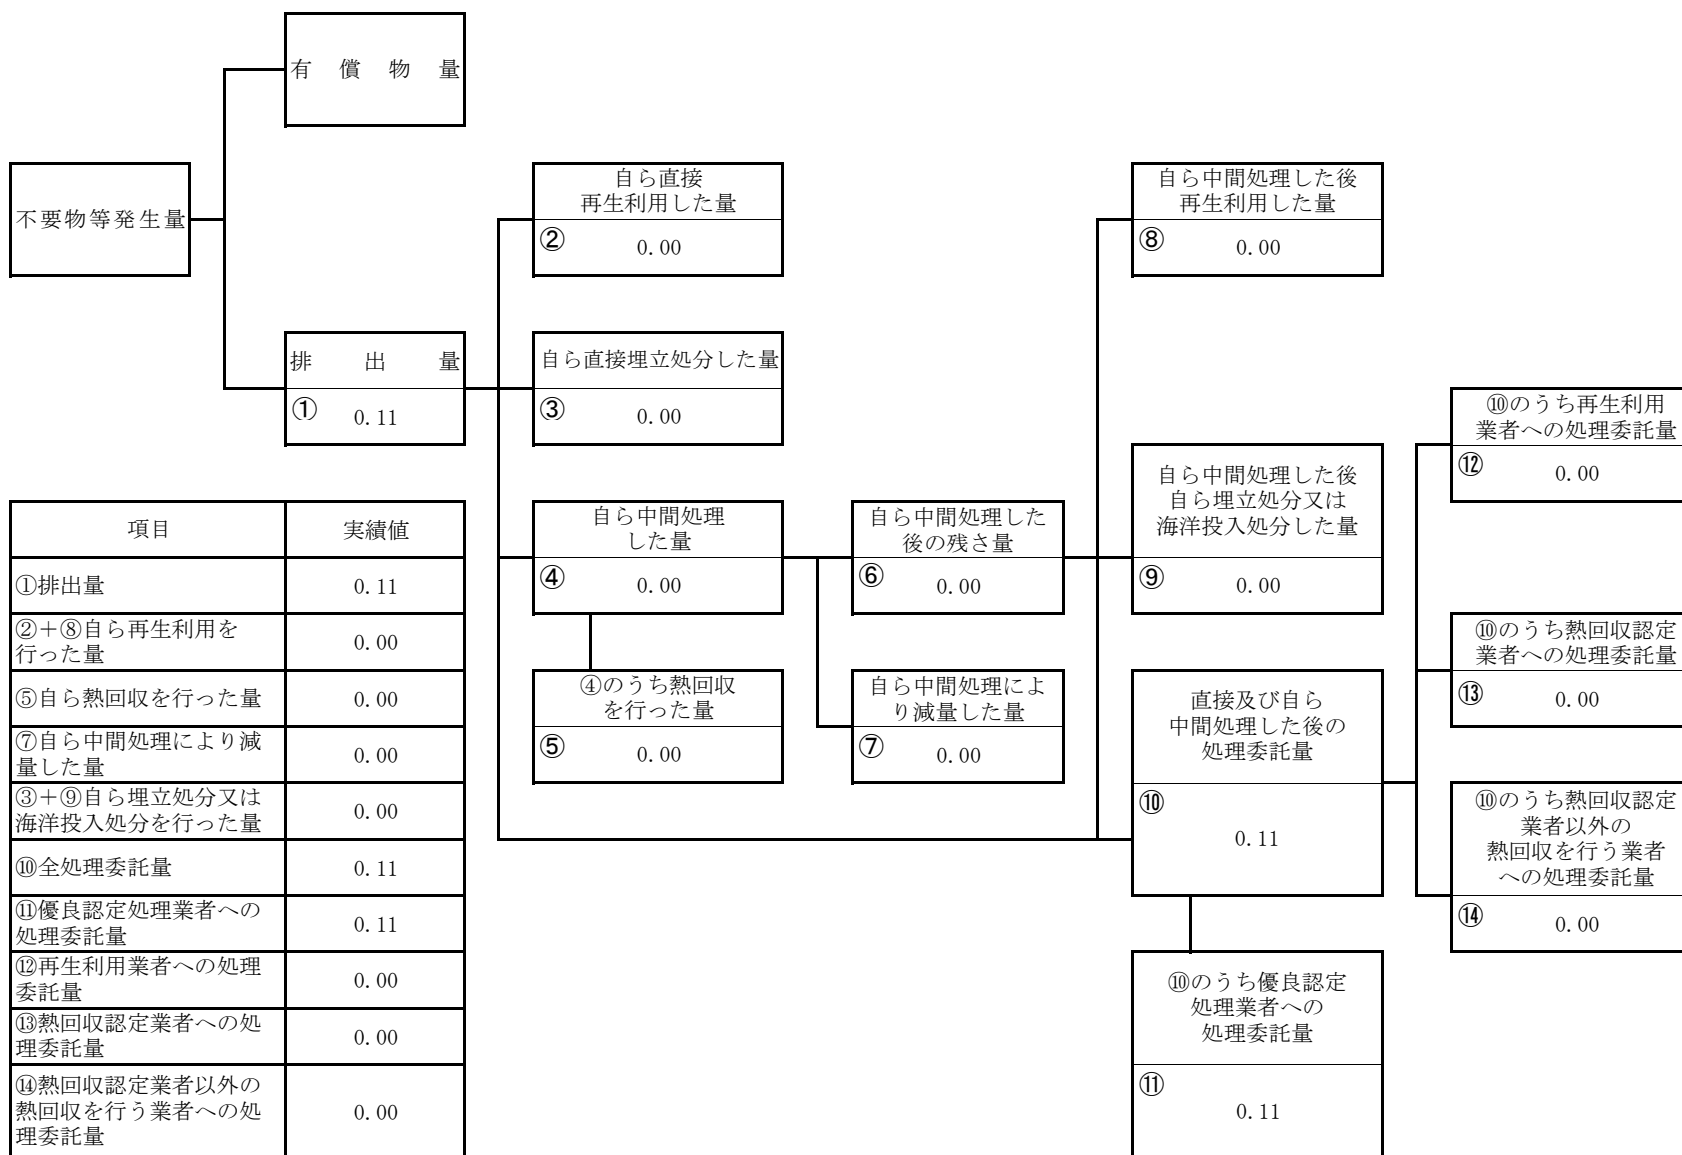 有償物量
不要物等発生量
自ら直接
再生利用した量
②
0.00
自ら中間処理した後
再生利用した量
⑧
0.00
排出量
①
0.11
自ら直接埋立処分した量
③
0.00
⑩のうち再生利用
業者への処理委託量
⑫
0.00
自ら中間処理
した量
④
0.00
自ら中間処理した
後の残さ量
⑥
0.00
自ら中間処理した後
自ら埋立処分又は
海洋投入処分した量
⑨
0.00
④のうち熱回収
を行った量
⑤
0.00
自ら中間処理によ
り減量した量
⑦
0.00
直接及び自ら
中間処理した後の
処理委託量
⑩
0.11
⑩のうち熱回収認定
業者への処理委託量
⑬
0.00
⑩のうち熱回収認定
業者以外の
熱回収を行う業者
への処理委託量
⑭
0.00
⑩のうち優良認定
処理業者への
処理委託量
⑪
0.11
項目
実績値
①排出量
0.11
②+⑧自ら再生利用を
行った量
0.00
⑤自ら熱回収を行った量
0.00
⑦自ら中間処理により減
量した量
0.00
③+⑨自ら埋立処分又は
海洋投入処分を行った量
0.00
⑩全処理委託量
0.11
⑪優良認定処理業者への
処理委託量
0.11
⑫再生利用業者への処理
委託量
0.00
⑬熱回収認定業者への処
理委託量
0.00
⑭熱回収認定業者以外の
熱回収を行う業者への処
理委託量
0.00